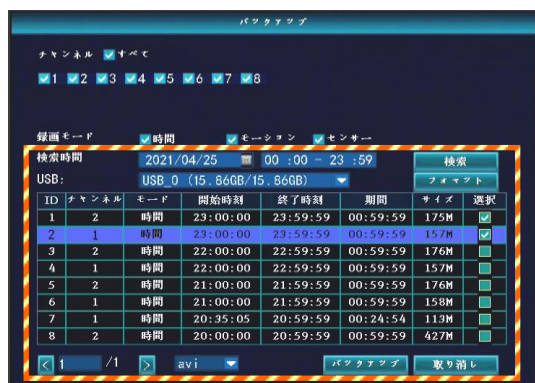 バックアップ
チャンネル すべて
1 2 3 4 5 6 7 8
録画モード 時間 モーション センサー
検索時間 2021/04/25 00 :00 - 23 :59 検索
USB: USB_0 (15.86GB/15.86GB) フォーマット
ID チャンネル モード 開始時刻 終了時刻 期間 サイズ 選択
1 2 時間 23:00:00 23:59:59 00:59:59 175M
2 1 時間 23:00:00 23:59:59 00:59:59 157M
3 2 時間 22:00:00 22:59:59 00:59:59 176M
4 1 時間 22:00:00 22:59:59 00:59:59 157M
5 2 時間 21:00:00 21:59:59 00:59:59 176M
6 1 時間 21:00:00 21:59:59 00:59:59 158M
7 1 時間 20:35:05 20:59:59 00:24:54 113M
8 2 時間 20:00:00 20:59:59 00:59:59 427M
< 1 /1 > avi バックアップ 取り消し